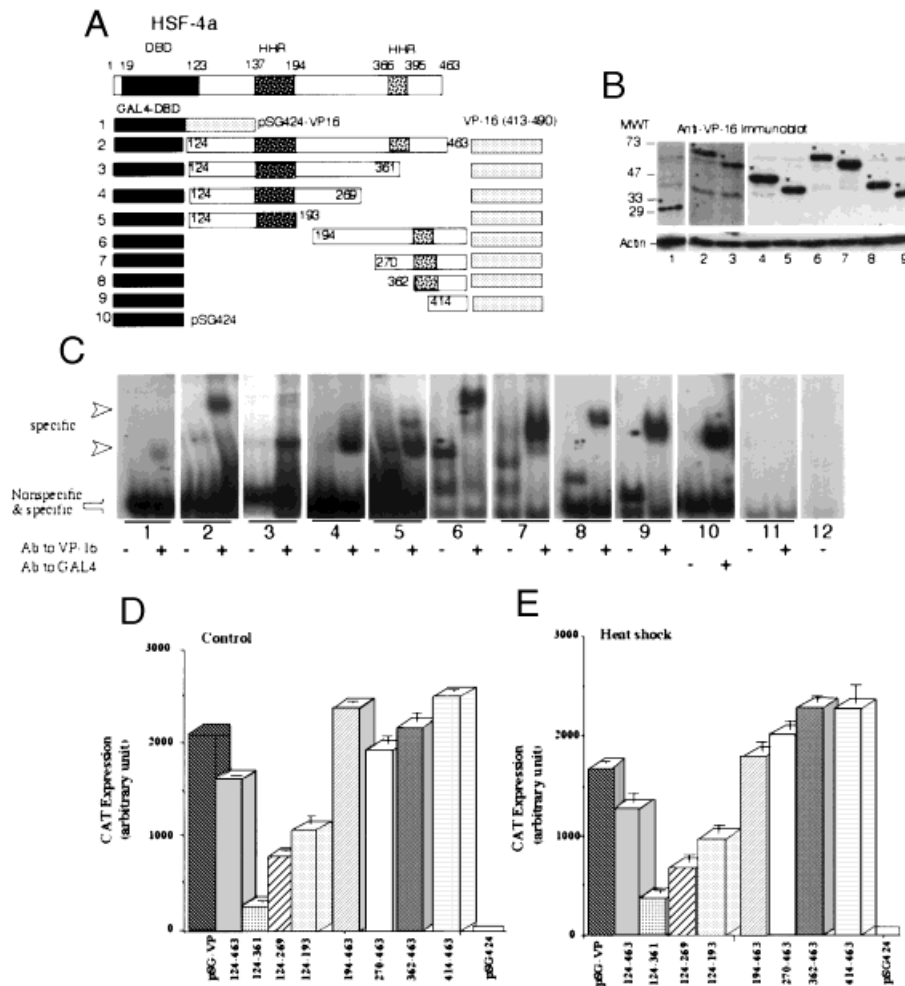 A
HSF-4a
DBD HHR HHR
1 19 123 137 194 366 395 463
GAL4-DBD
1 pSG424-VP16 VP-16 (413-490)
2 124 463
3 124 361
4 124 269
5 124 193
6 194
7 270
8 362
9 414
10 pSG424
B
MWT Anti-VP-16 Immunoblot
73
47
33
29
Actin
1 2 3 4 5 6 7 8 9
C
specific
Nonspecific
& specific
1 2 3 4 5 6 7 8 9 10 11 12
Ab to VP-16 - + - + - + - + - + - + - + - + - + - + -
Ab to GAL4 - +
D
Control
3000
2000
1000
0
CAT Expression
(arbitrary unit)
pSG-VP 124-463 124-361 124-269 124-193 194-463 270-463 362-463 414-463 pSG424
E
Heat shock
3000
2000
1000
0
CAT Expression
(arbitrary unit)
pSG-VP 124-463 124-361 124-269 124-193 194-463 270-463 362-463 414-463 pSG424